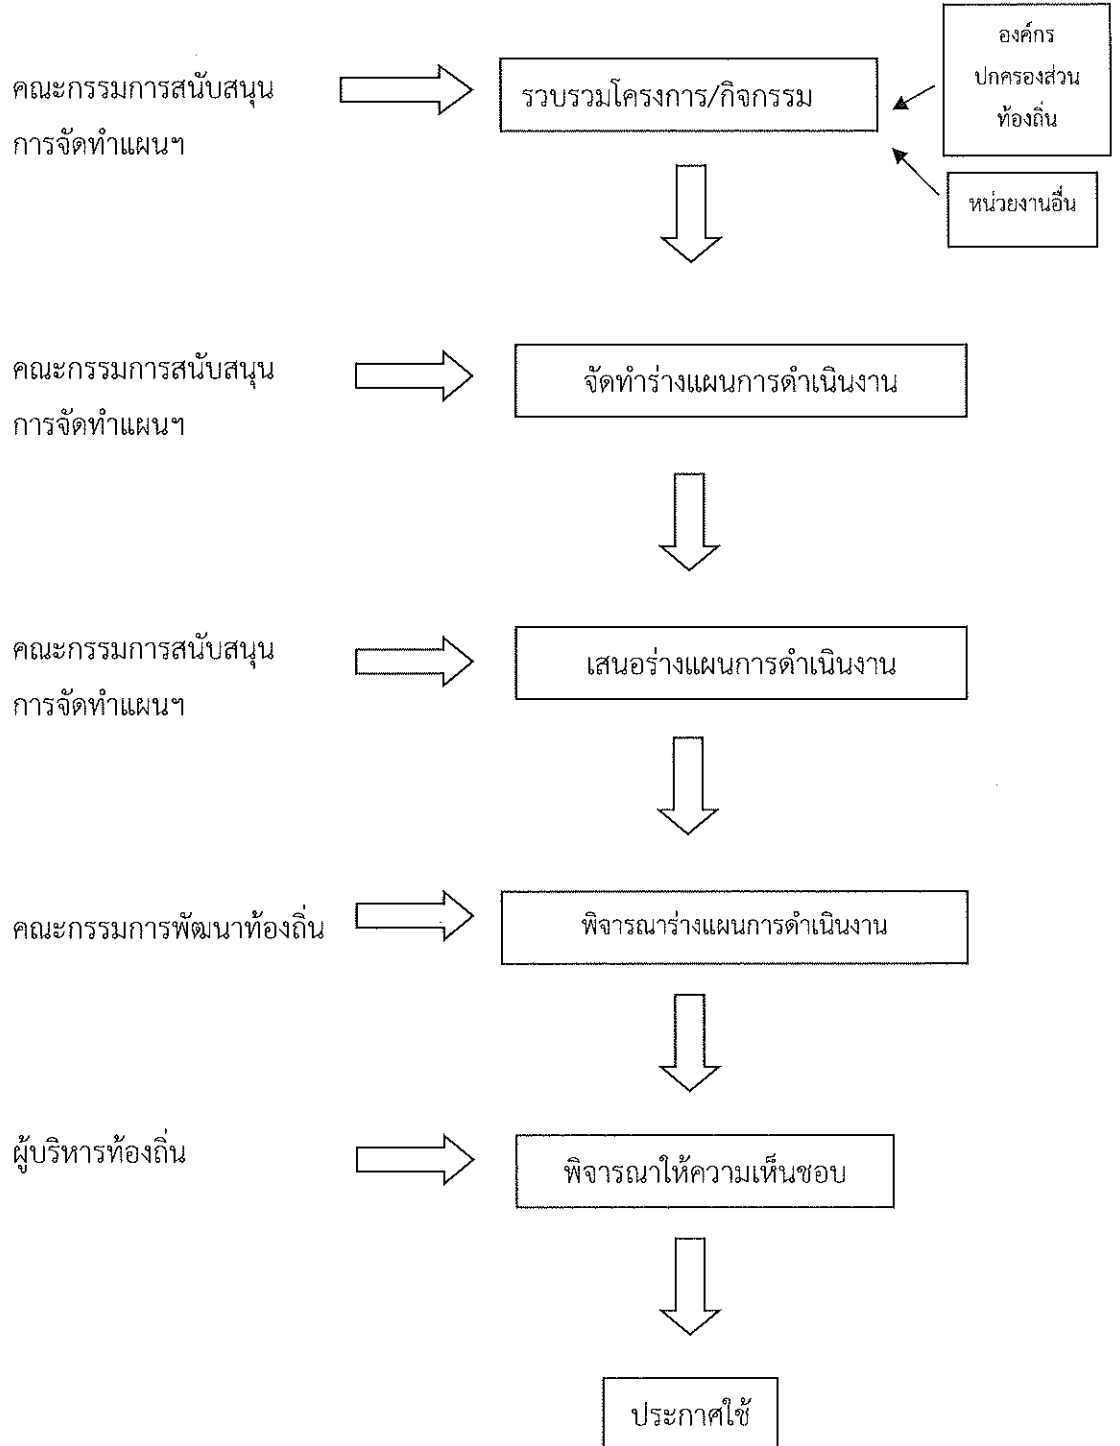 คณะกรรมการสนับสนุน
การจัดทำแผนฯ
รวบรวมโครงการ/กิจกรรม
องค์กร
ปกครองส่วน
ท้องถิ่น
หน่วยงานอื่น
คณะกรรมการสนับสนุน
การจัดทำแผนฯ
จัดทำร่างแผนการดำเนินงาน
คณะกรรมการสนับสนุน
การจัดทำแผนฯ
เสนอร่างแผนการดำเนินงาน
คณะกรรมการพัฒนาท้องถิ่น
พิจารณาร่างแผนการดำเนินงาน
ผู้บริหารท้องถิ่น
พิจารณาให้ความเห็นชอบ
ประกาศใช้